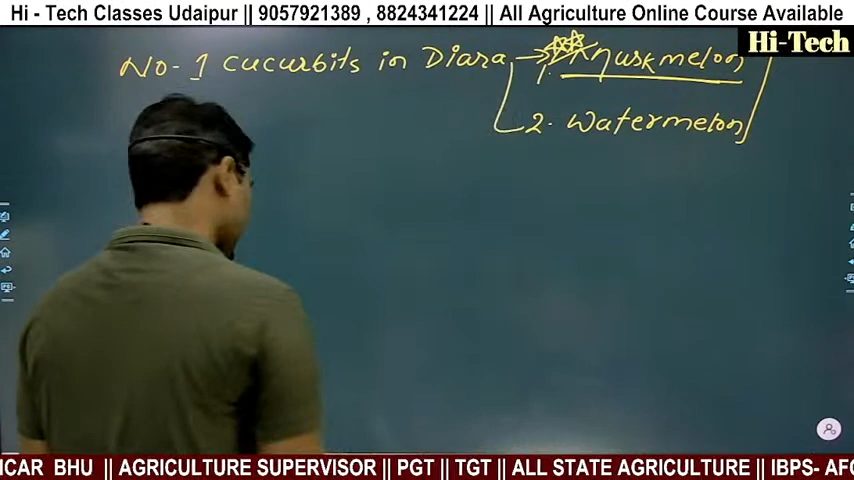 Hi - Tech Classes Udaipur || 9057921389 , 8824341224 || All Agriculture Online Course Available
Hi-Tech
No-1 cucurbits in Diara → 1. Muskmelon
2. Watermelon
ICAR BHU || AGRICULTURE SUPERVISOR || PGT || TGT || ALL STATE AGRICULTURE || IBPS- AFO